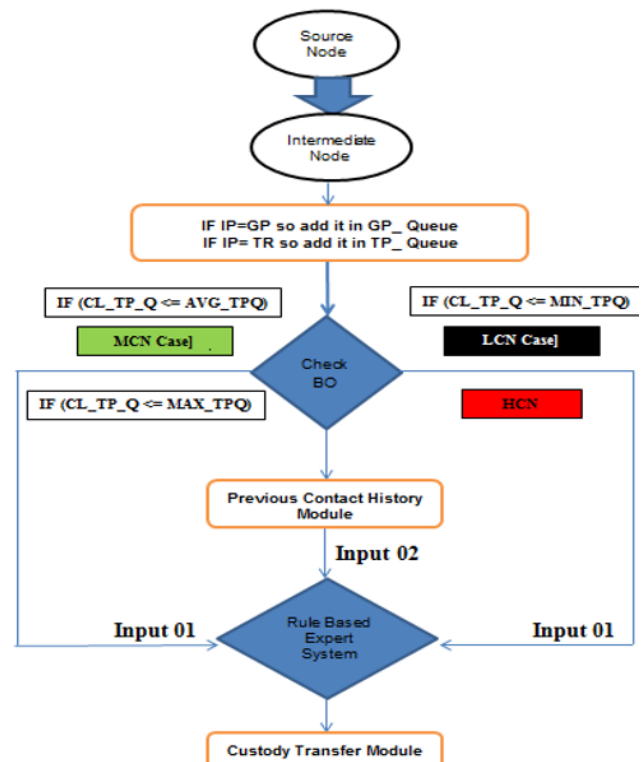 Source
Node
Intermediate
Node
IF IP=GP so add it in GP_ Queue
IF IP= TR so add it in TP_ Queue
IF (CL_TP_Q <= AVG_TPQ)
IF (CL_TP_Q <= MIN_TPQ)
MCN Case] .
LCN Case]
Check
BO
IF (CL_TP_Q <= MAX_TPQ)
HCN
Previous Contact History
Module
Input 02
Rule Based
Expert
System
Input 01
Input 01
Custody Transfer Module